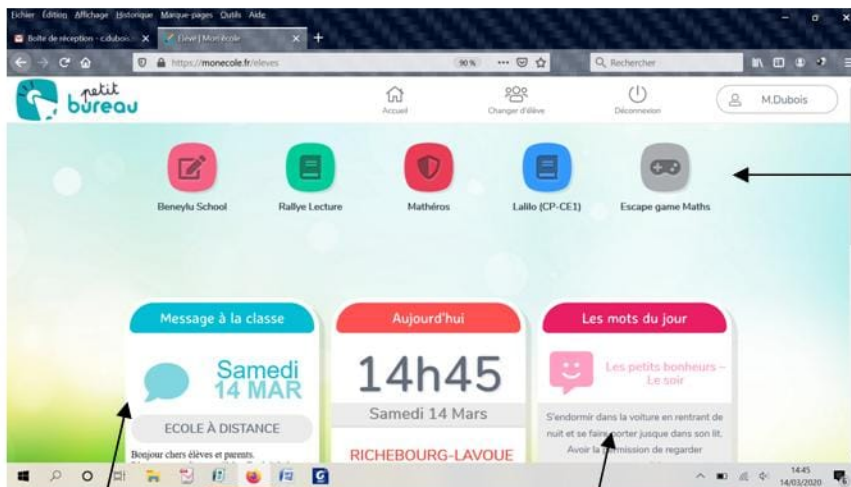 Fichier Édition Affichage Historique Marque-pages Outils Aide
Boîte de réception - c.dubois
Élève | Mon école
https://monecole.fr/eleves
90 %
Rechercher
petit bureau
Accueil
Changer d'élève
Déconnexion
M.Dubois
Beneylu School
Rallye Lecture
Mathéros
Lalilo (CP-CE1)
Escape game Maths
Message à la classe
Samedi
14 MAR
ECOLE À DISTANCE
Bonjour chers élèves et parents.
Aujourd'hui
14h45
Samedi 14 Mars
RICHEBOURG-LAVOUE
Les mots du jour
Les petits bonheurs –
Le soir
S'endormir dans la voiture en rentrant de
nuit et se faire porter jusque dans son lit.
Avoir la permission de regarder
14:45
14/03/2020